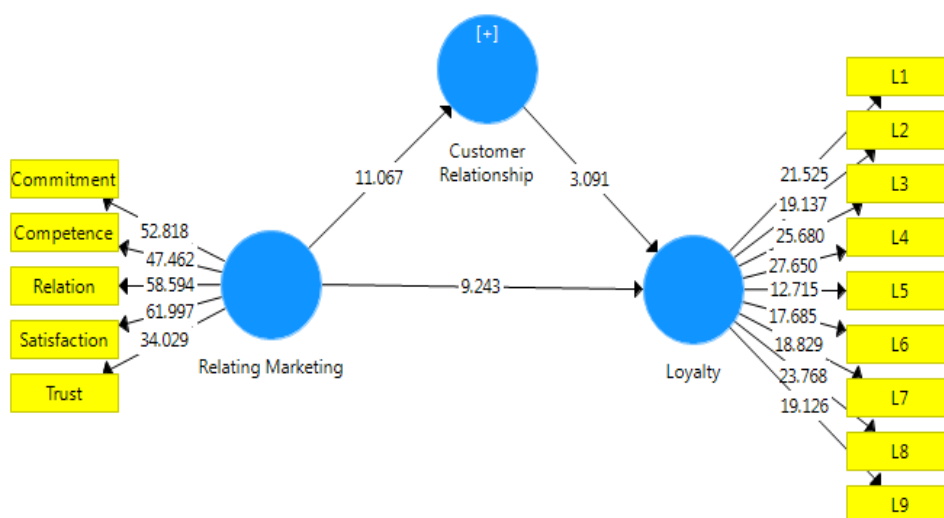 [+]
Customer
Relationship
11.067
3.091
Commitment
Competence
Relation
Satisfaction
Trust
52.818
47.462
58.594
61.997
34.029
Relating Marketing
9.243
Loyalty
21.525
19.137
25.680
27.650
12.715
17.685
18.829
23.768
19.126
L1
L2
L3
L4
L5
L6
L7
L8
L9